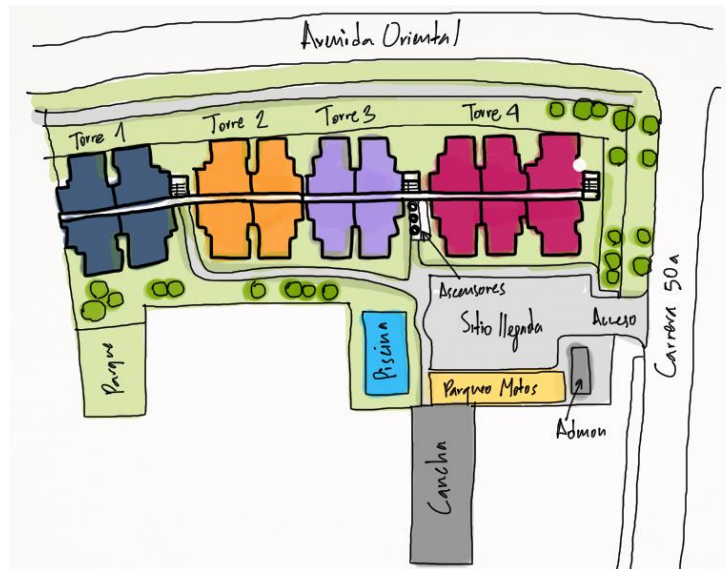 Avenida Oriental
Torre 1
Torre 2
Torre 3
Torre 4
Ascensores
Sitio llegada
Acceso
Carrera 50a
Parque
Piscina
Parqueo Motos
Admon
Cancha